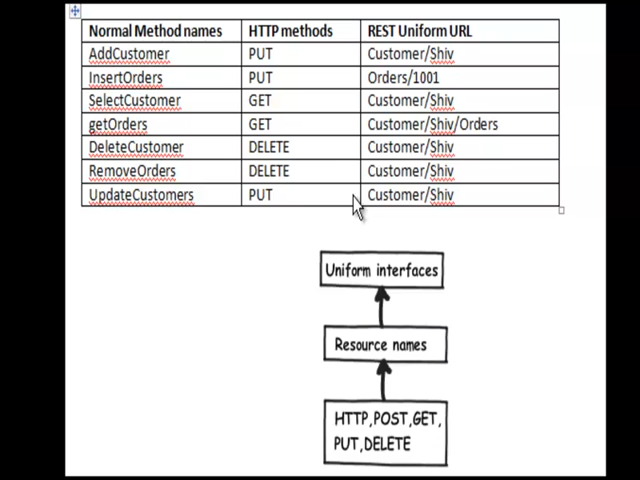 Normal Method names HTTP methods REST Uniform URL
AddCustomer PUT Customer/Shiv
InsertOrders PUT Orders/1001
SelectCustomer GET Customer/Shiv
getOrders GET Customer/Shiv/Orders
DeleteCustomer DELETE Customer/Shiv
RemoveOrders DELETE Customer/Shiv
UpdateCustomers PUT Customer/Shiv
Uniform interfaces
Resource names
HTTP,POST,GET,
PUT,DELETE